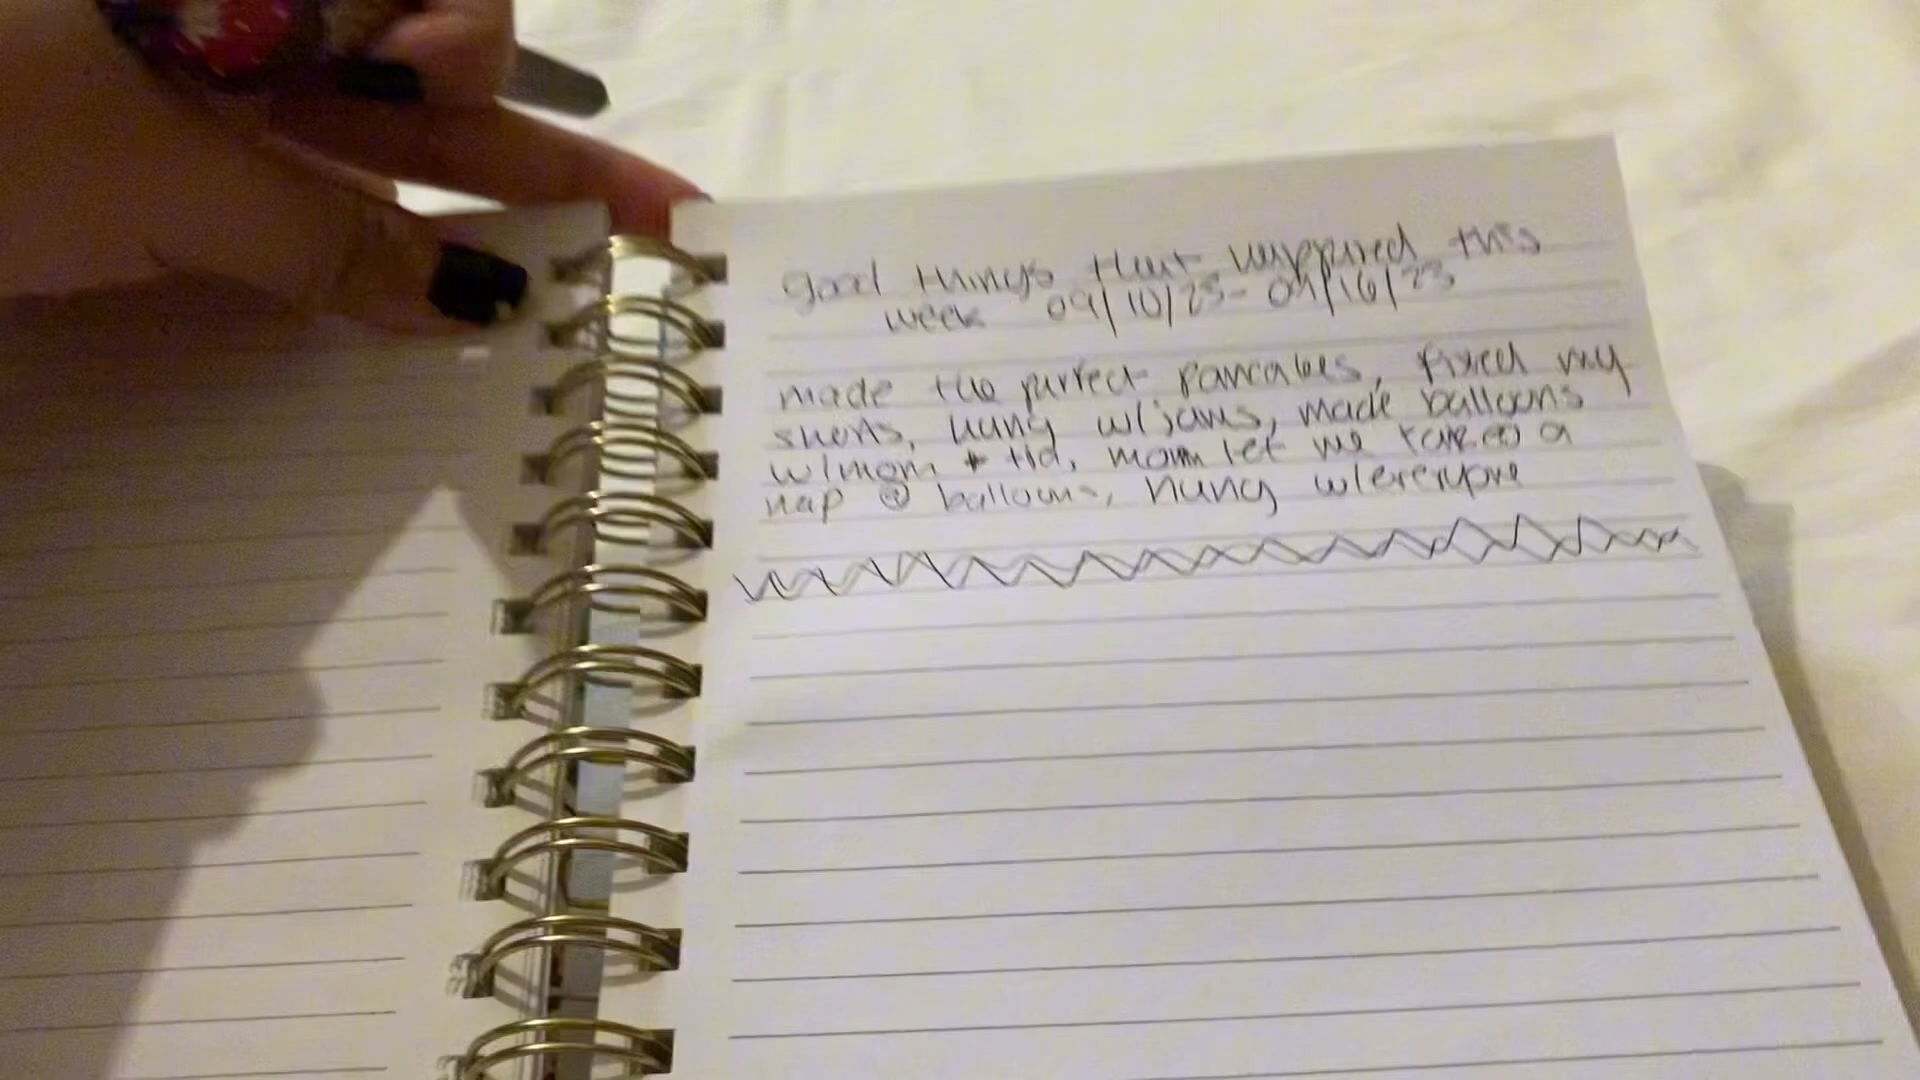 good things that happened this
week 09/10/23 - 09/16/23
made the perfect pancakes, fixed my
shorts, hung w/jaws, made balloons
w/mom + tid, mom let me take a
nap @ balloons, hung w/everyone